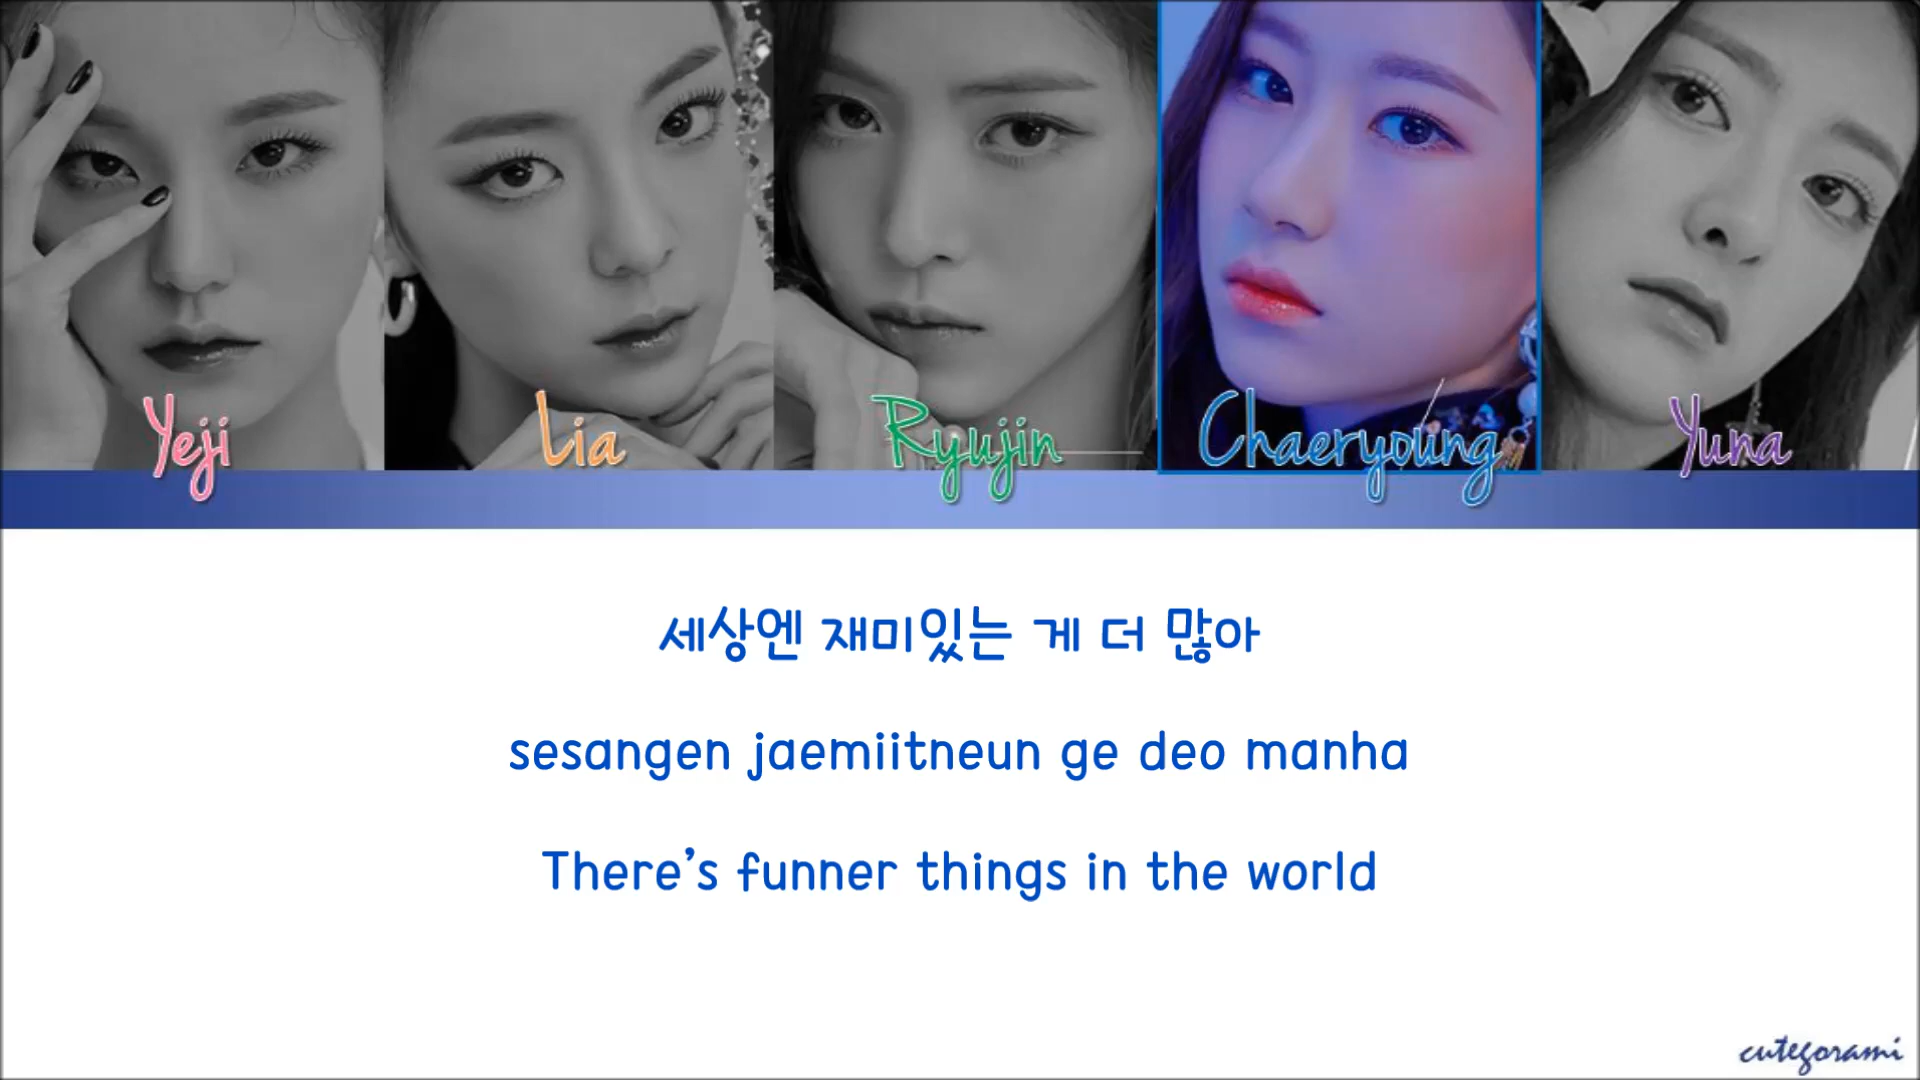 Yeji Lia Ryujin Chaeryoung Yuna
세상엔 재미있는 게 더 많아
sesangen jaemiitneun ge deo manha
There’s funner things in the world
cutegorami